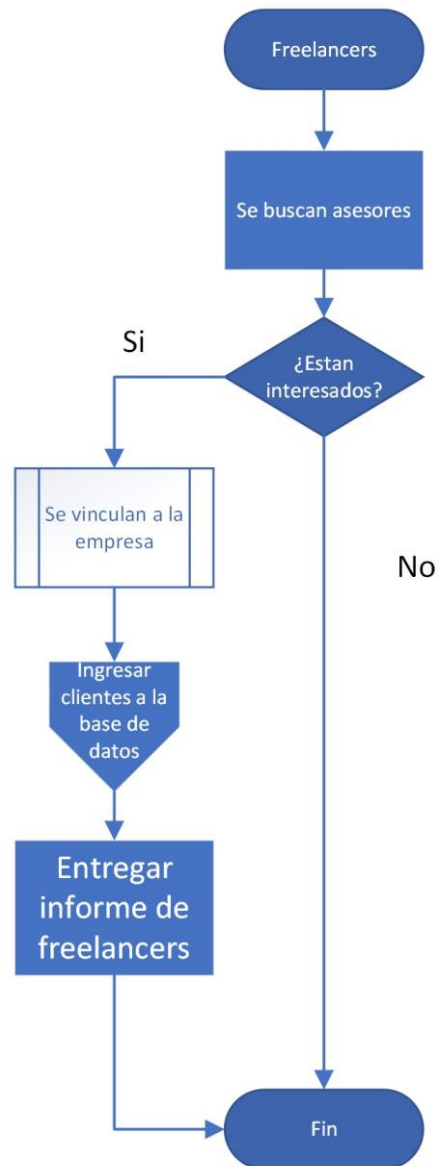 Freelancers
Se buscan asesores
¿Estan
interesados?
Si
No
Se vinculan a la
empresa
Ingresar
clientes a la
base de
datos
Entregar
informe de
freelancers
Fin